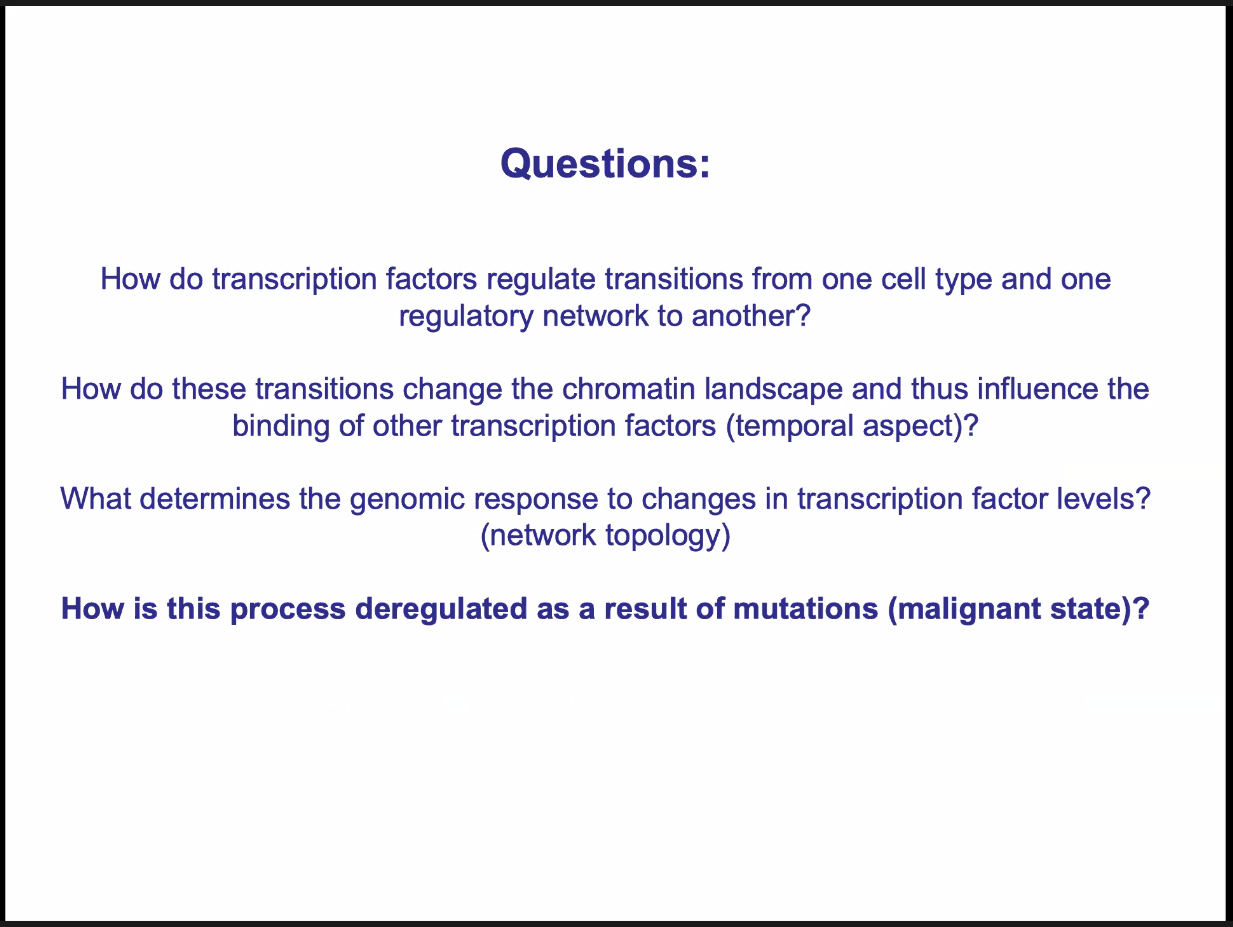 Questions:
How do transcription factors regulate transitions from one cell type and one
regulatory network to another?
How do these transitions change the chromatin landscape and thus influence the
binding of other transcription factors (temporal aspect)?
What determines the genomic response to changes in transcription factor levels?
(network topology)
How is this process deregulated as a result of mutations (malignant state)?